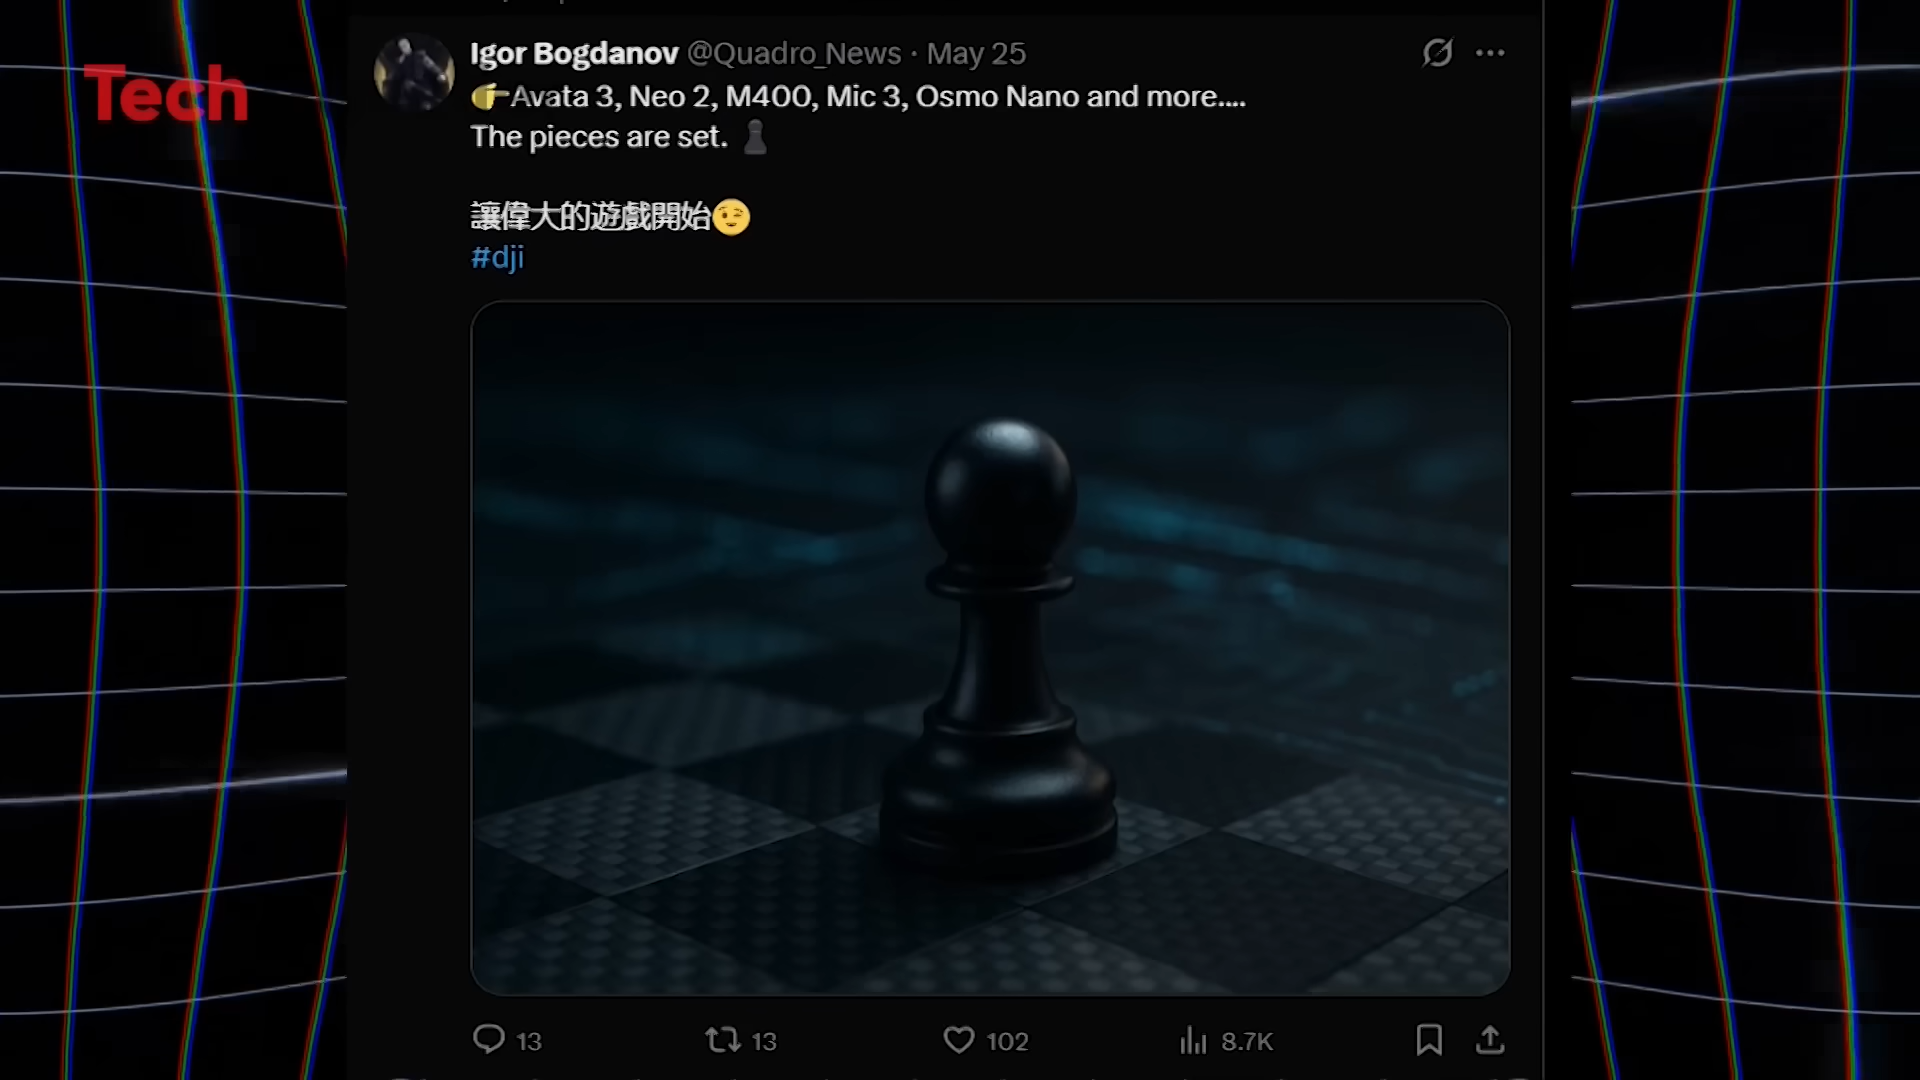 Tech
Igor Bogdanov @Quadro_News · May 25
👉Avata 3, Neo 2, M400, Mic 3, Osmo Nano and more....
The pieces are set. ♟️
讓偉大的遊戲開始😉
#dji
13 13 102 8.7K